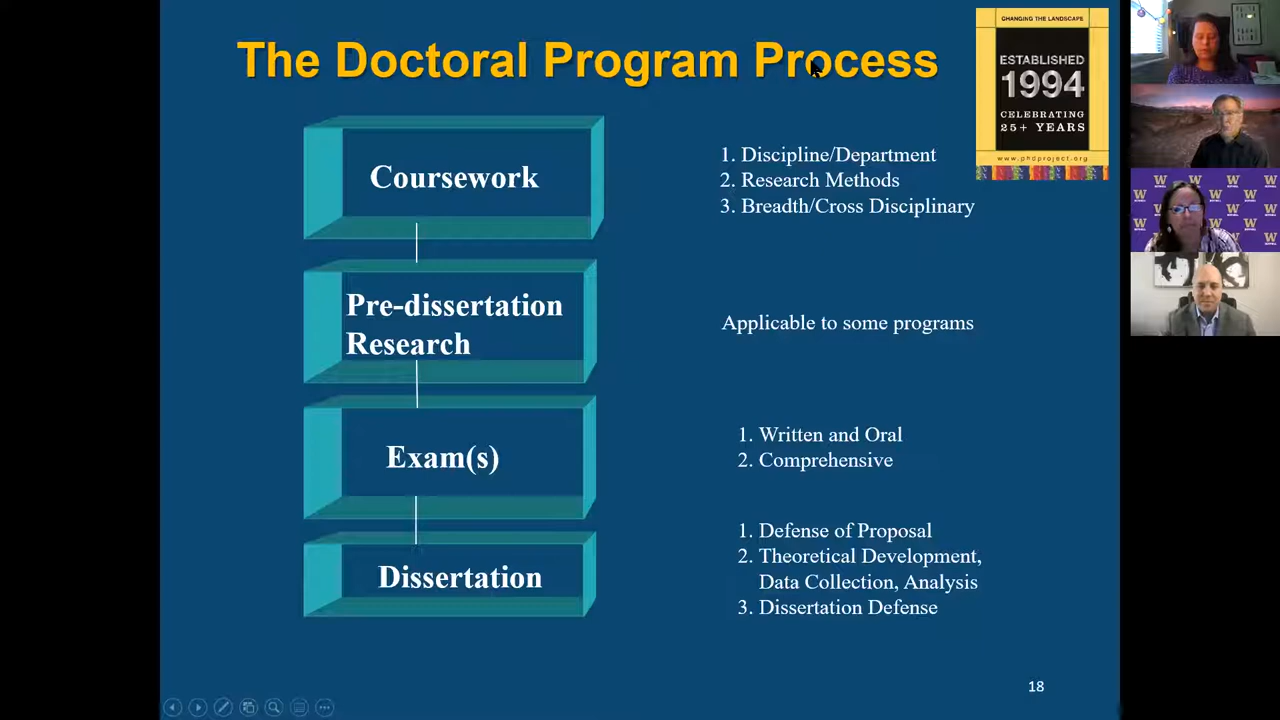 The Doctoral Program Process
CHANGING THE LANDSCAPE
ESTABLISHED
1994
CELEBRATING
25+ YEARS
www.phdproject.org
Coursework
1. Discipline/Department
2. Research Methods
3. Breadth/Cross Disciplinary
Pre-dissertation
Research
Applicable to some programs
Exam(s)
1. Written and Oral
2. Comprehensive
Dissertation
1. Defense of Proposal
2. Theoretical Development,
Data Collection, Analysis
3. Dissertation Defense
18
W
W
W
W
W
W